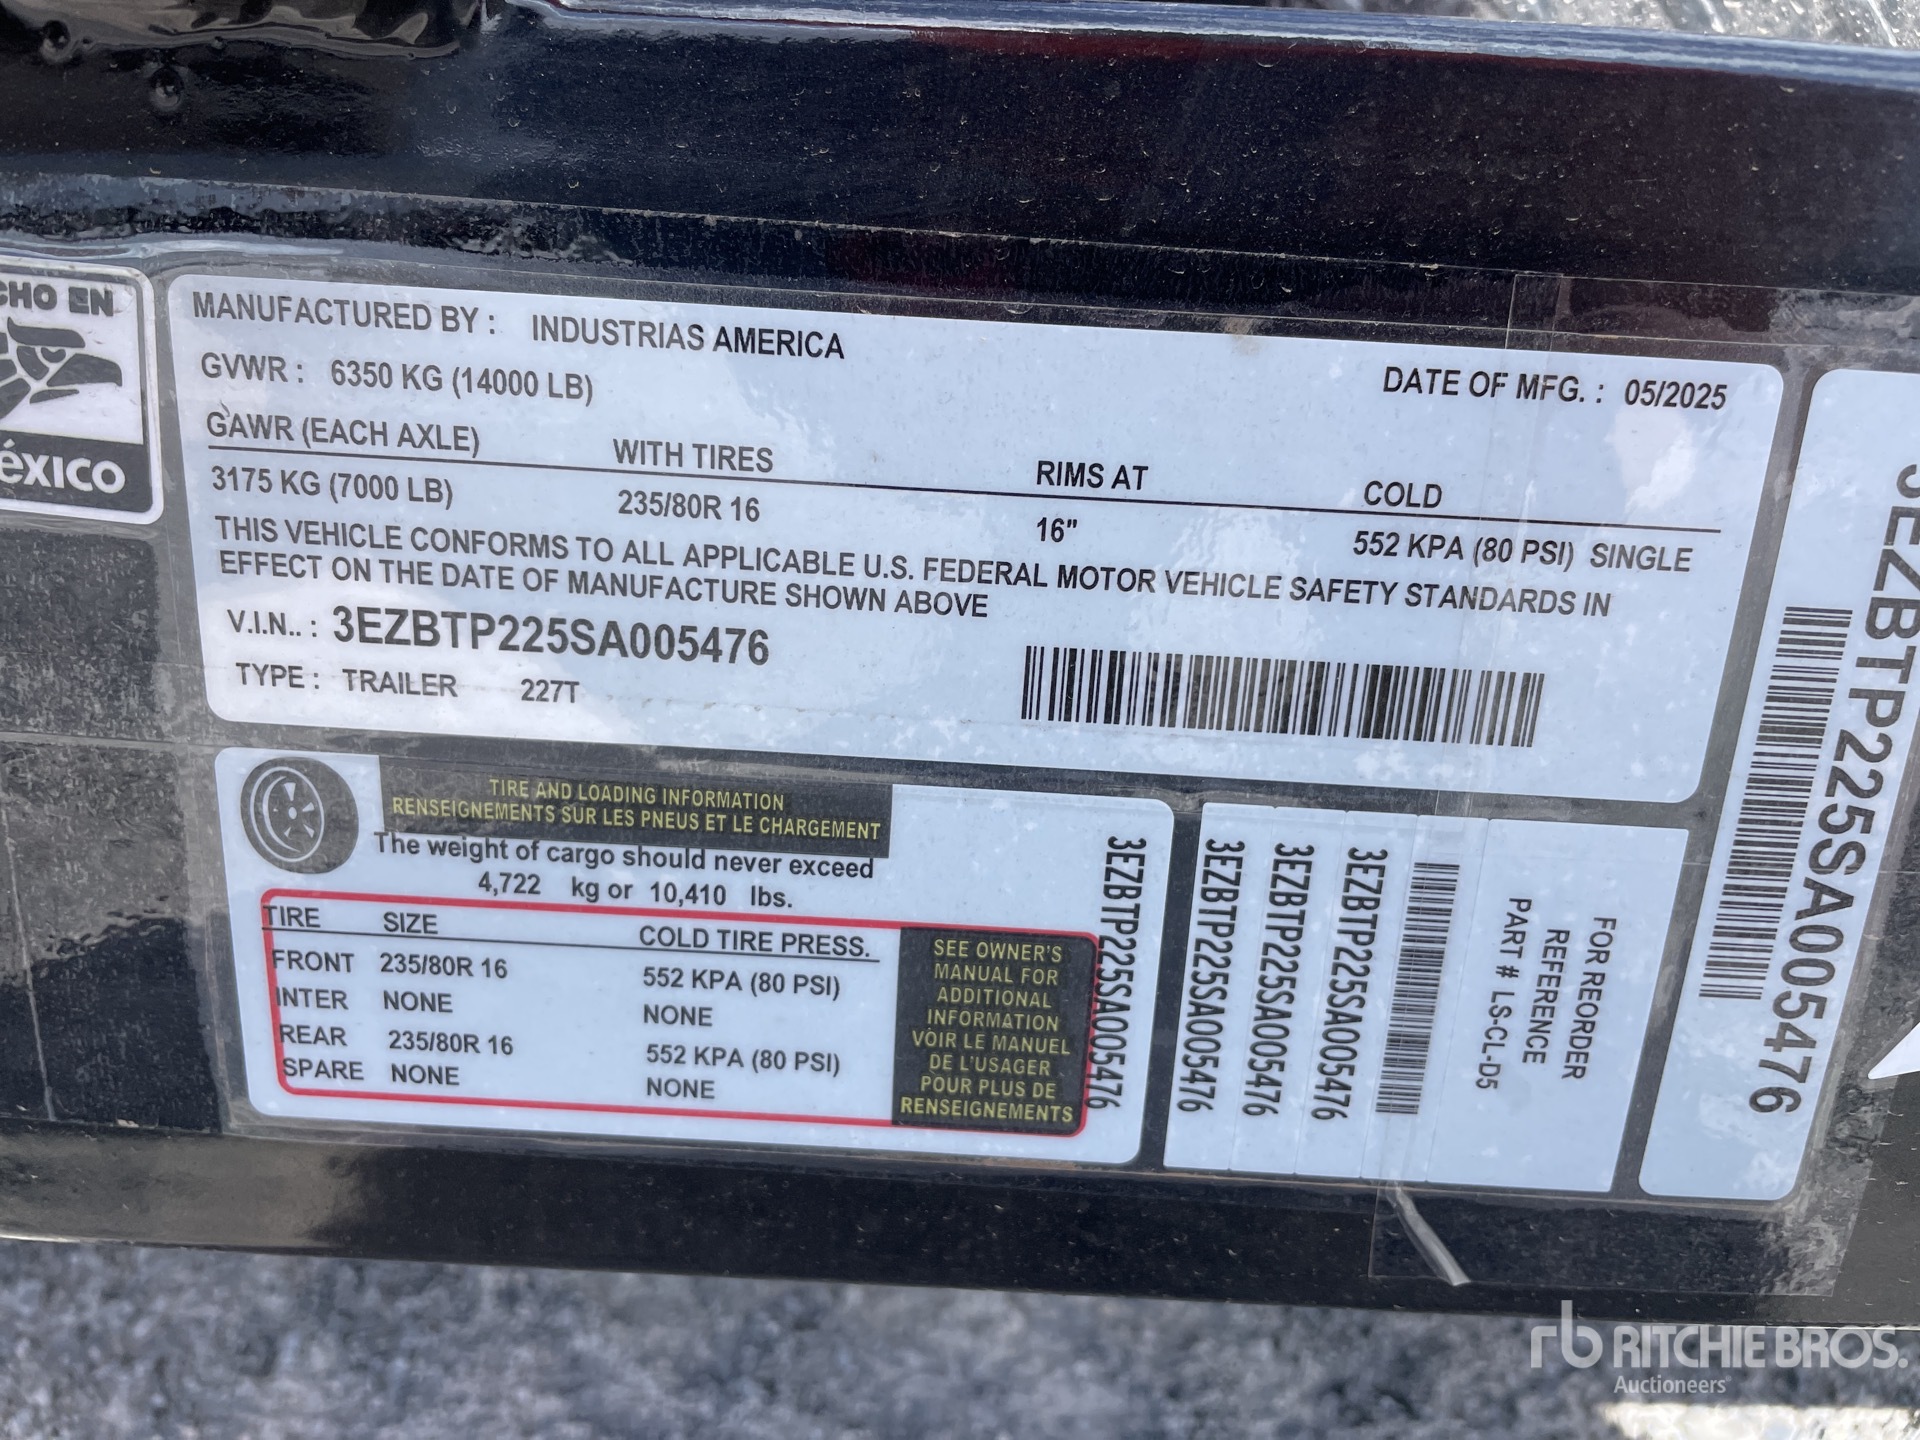 HO EN
éXICO
MANUFACTURED BY : INDUSTRIAS AMERICA
DATE OF MFG. : 05/2025
GVWR : 6350 KG (14000 LB)
GAWR (EACH AXLE) WITH TIRES RIMS AT COLD
3175 KG (7000 LB) 235/80R 16 16" 552 KPA (80 PSI) SINGLE
THIS VEHICLE CONFORMS TO ALL APPLICABLE U.S. FEDERAL MOTOR VEHICLE SAFETY STANDARDS IN
EFFECT ON THE DATE OF MANUFACTURE SHOWN ABOVE
V.I.N.. : 3EZBTP225SA005476
TYPE : TRAILER 227T
TIRE AND LOADING INFORMATION
RENSEIGNEMENTS SUR LES PNEUS ET LE CHARGEMENT
The weight of cargo should never exceed
4,722 kg or 10,410 lbs.
TIRE SIZE COLD TIRE PRESS.
FRONT 235/80R 16 552 KPA (80 PSI)
INTER NONE NONE
REAR 235/80R 16 552 KPA (80 PSI)
SPARE NONE NONE
SEE OWNER'S
MANUAL FOR
ADDITIONAL
INFORMATION
VOIR LE MANUEL
DE L'USAGER
POUR PLUS DE
RENSEIGNEMENTS
3EZBTP225SA005476
3EZBTP225SA005476
3EZBTP225SA005476
3EZBTP225SA005476
FOR REORDER
REFERENCE
PART # LS-CL-D5
3EZBTP225SA005476
rb RITCHIE BROS.
Auctioneers